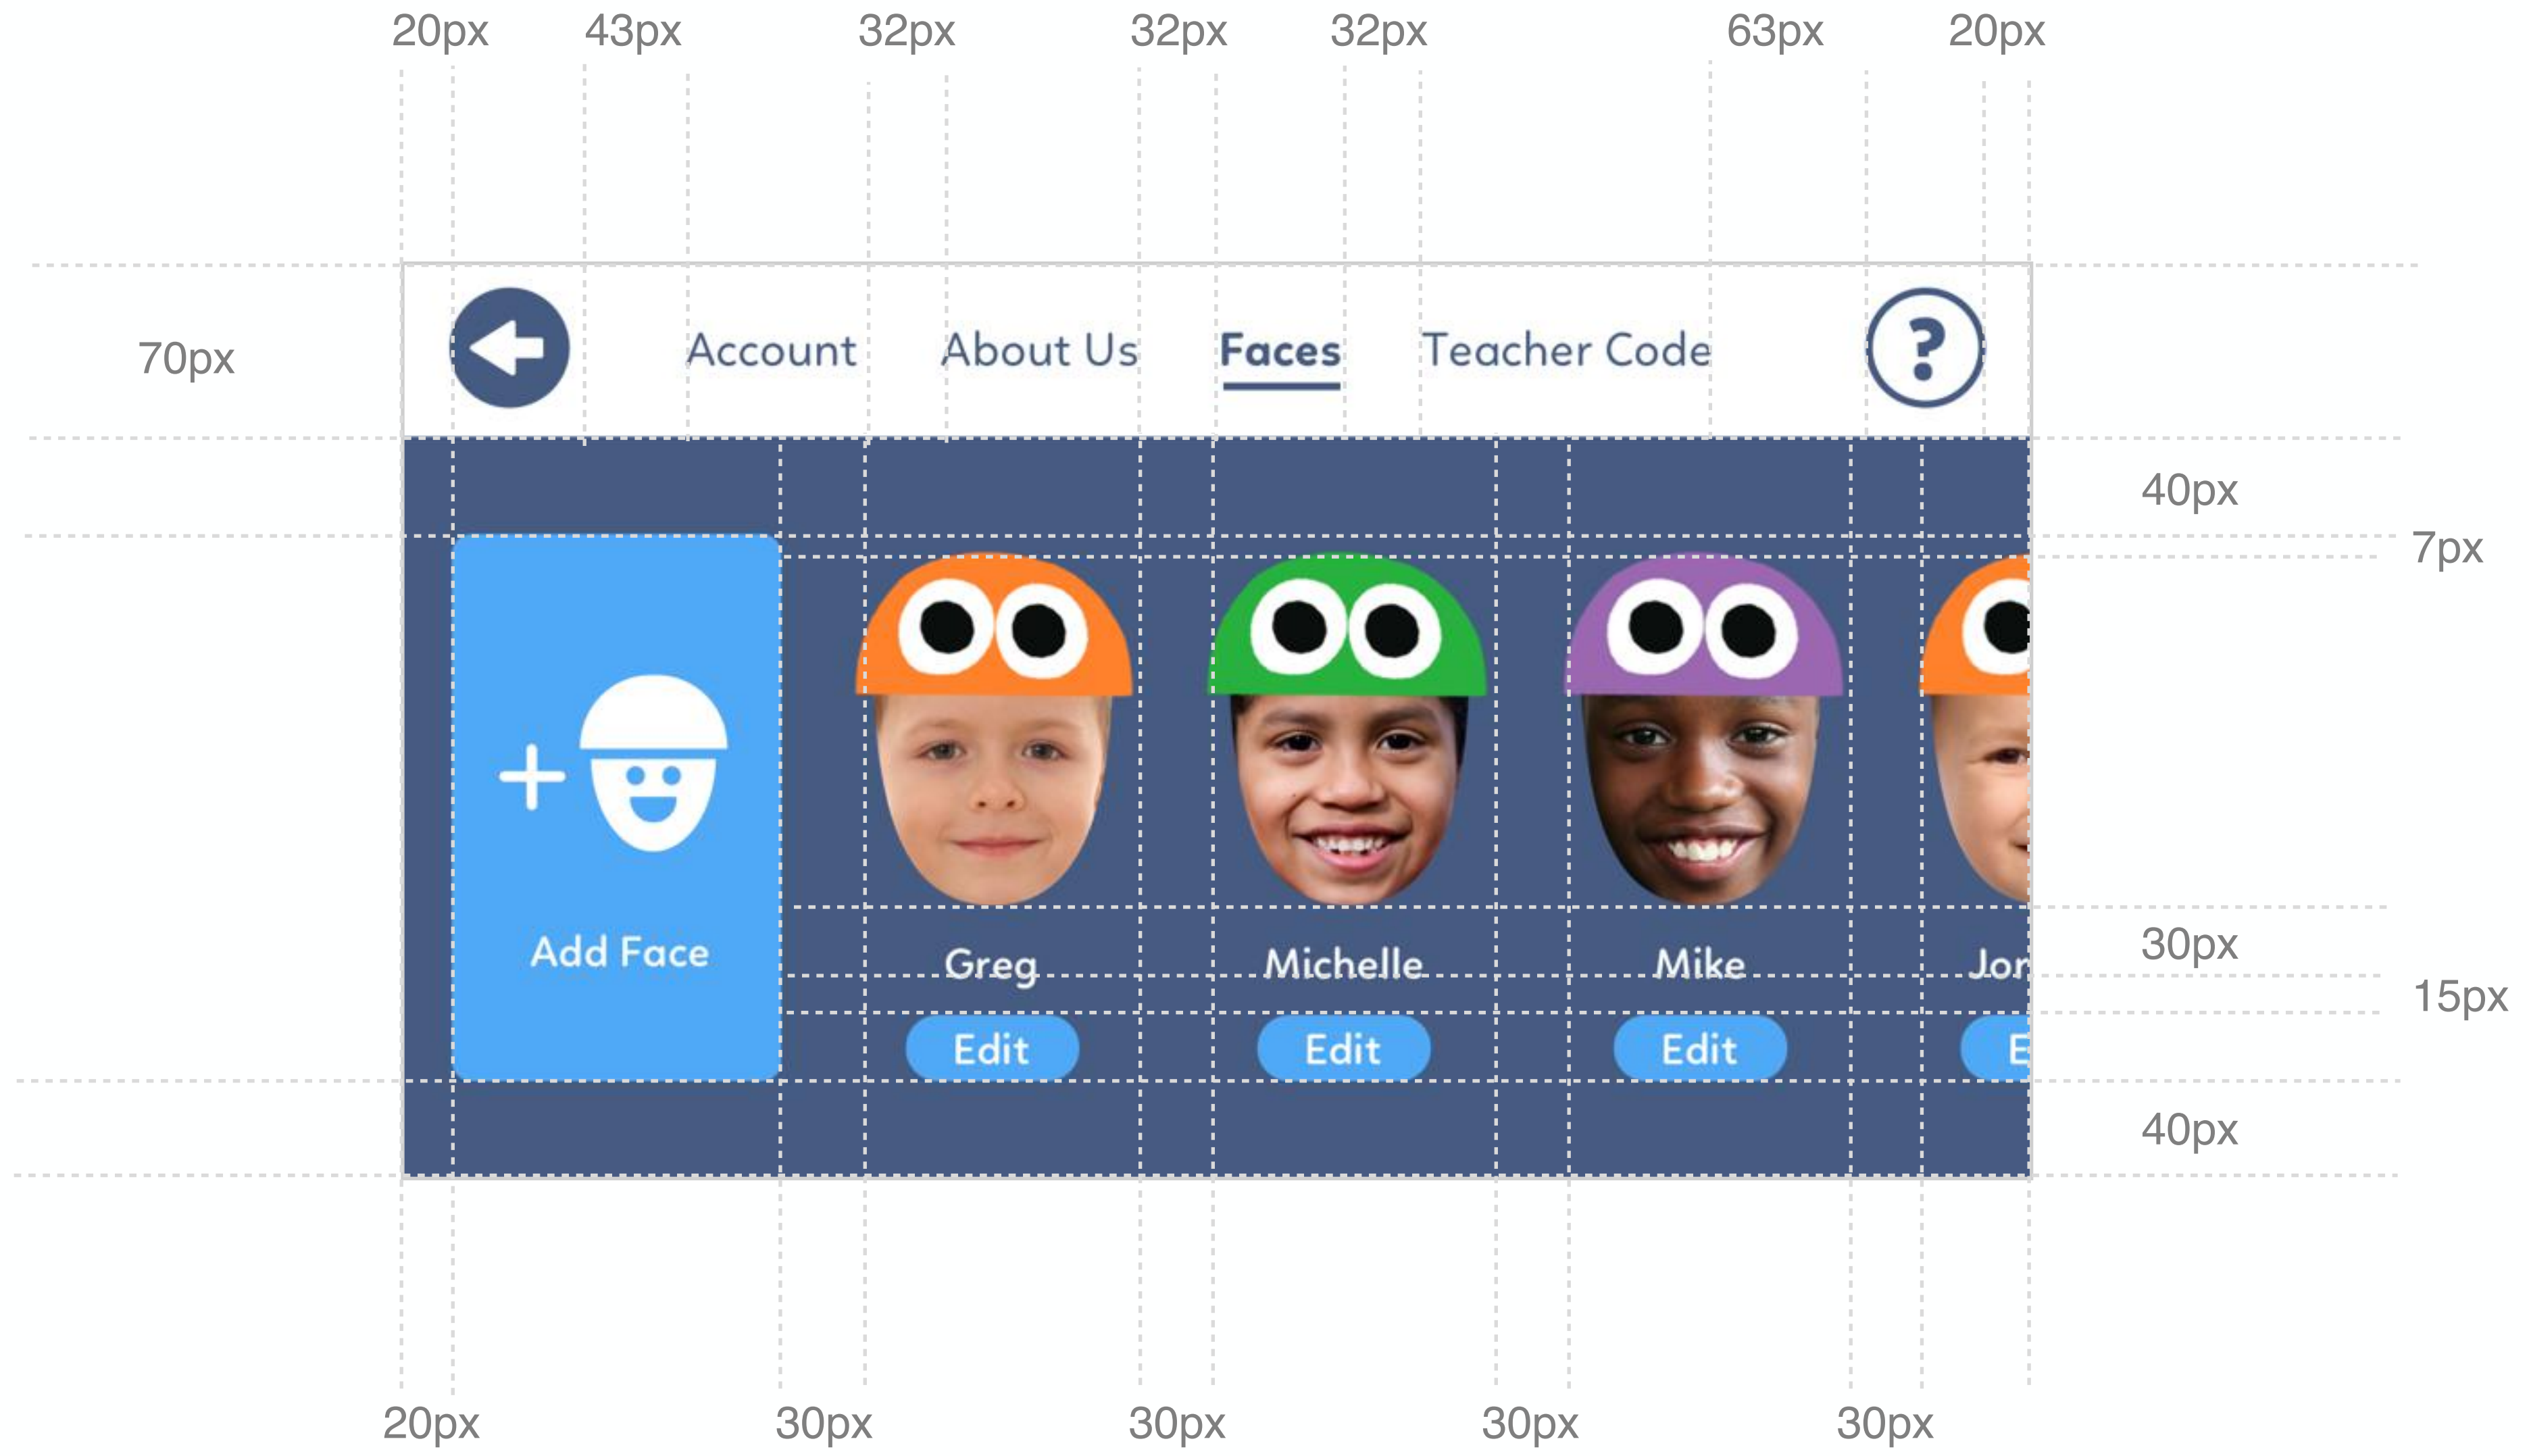 20px 43px 32px 32px 32px 63px 20px
70px
? 
Account About Us Faces Teacher Code
40px
7px
Add Face
Greg Michelle Mike Jor
30px
15px
Edit Edit Edit E
40px
20px 30px 30px 30px 30px